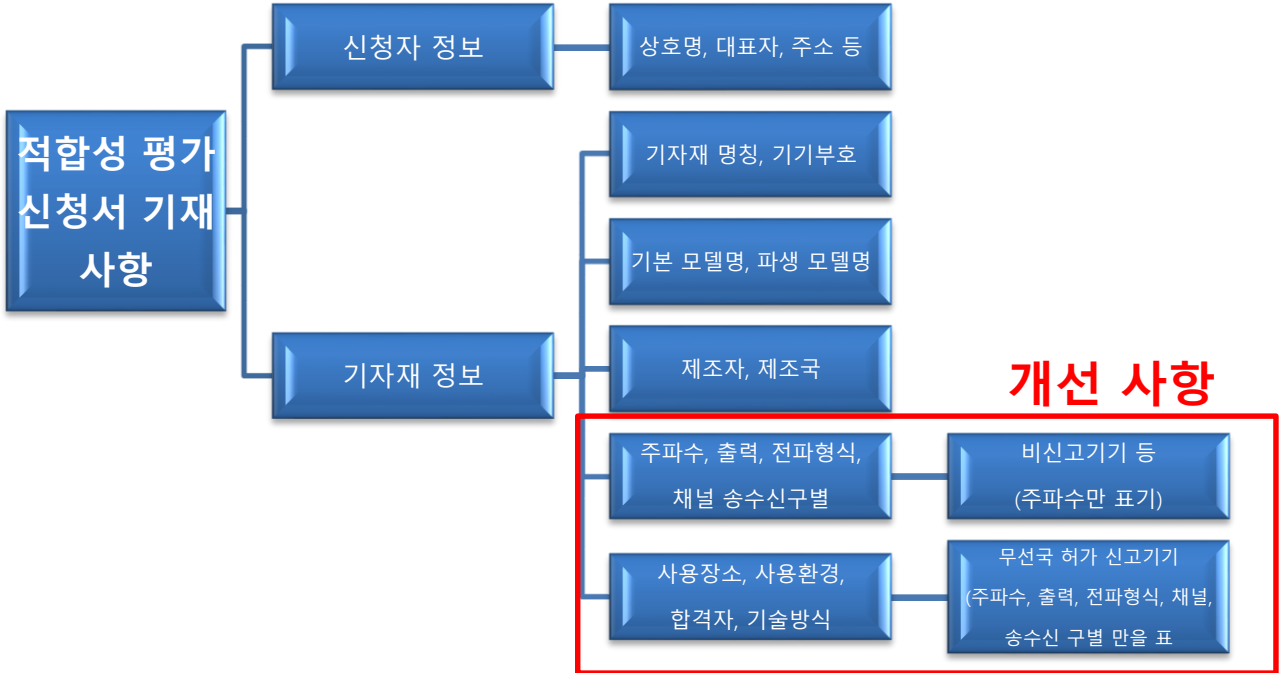 적합성 평가
신청서 기재
사항
신청자 정보
상호명, 대표자, 주소 등
기자재 정보
기자재 명칭, 기기부호
기본 모델명, 파생 모델명
제조자, 제조국
개선 사항
주파수, 출력, 전파형식,
채널 송수신구별
비신고기기 등
(주파수만 표기)
사용장소, 사용환경,
합격자, 기술방식
무선국 허가 신고기기
(주파수, 출력, 전파형식, 채널,
송수신 구별 만을 표